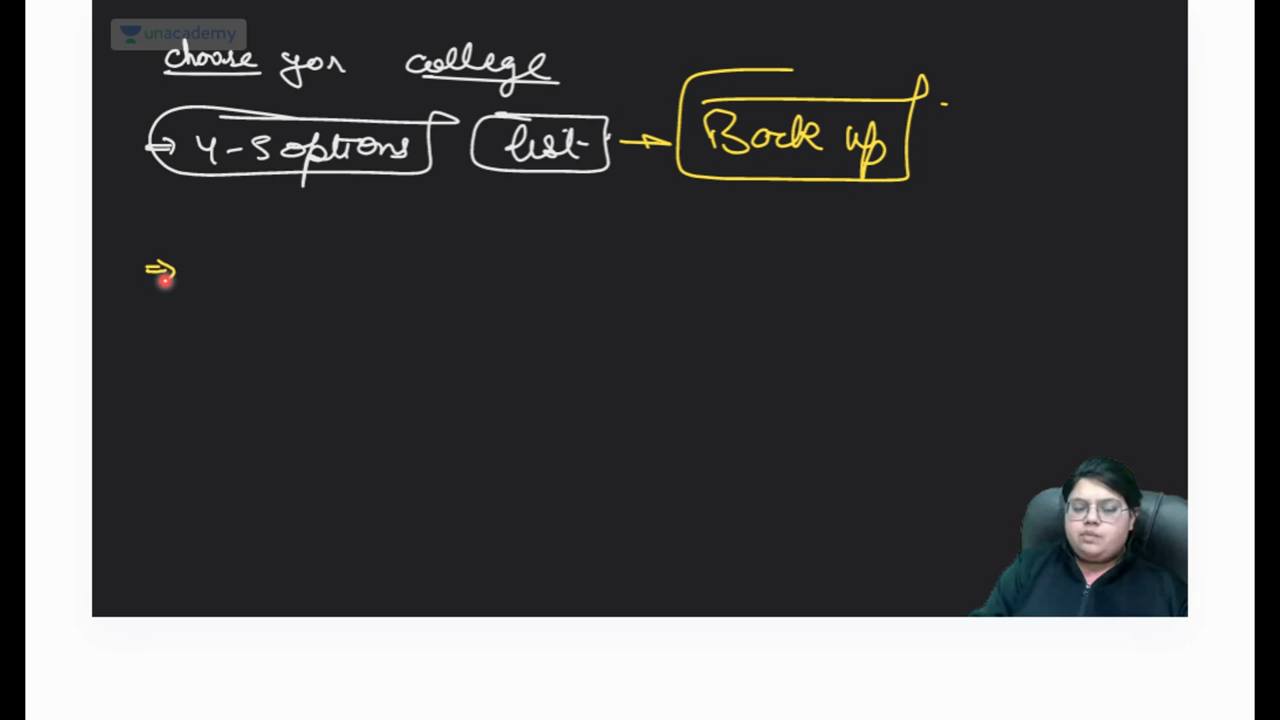 unacademy
choose your college
⇒ 4-5 options list → Back up
⇒